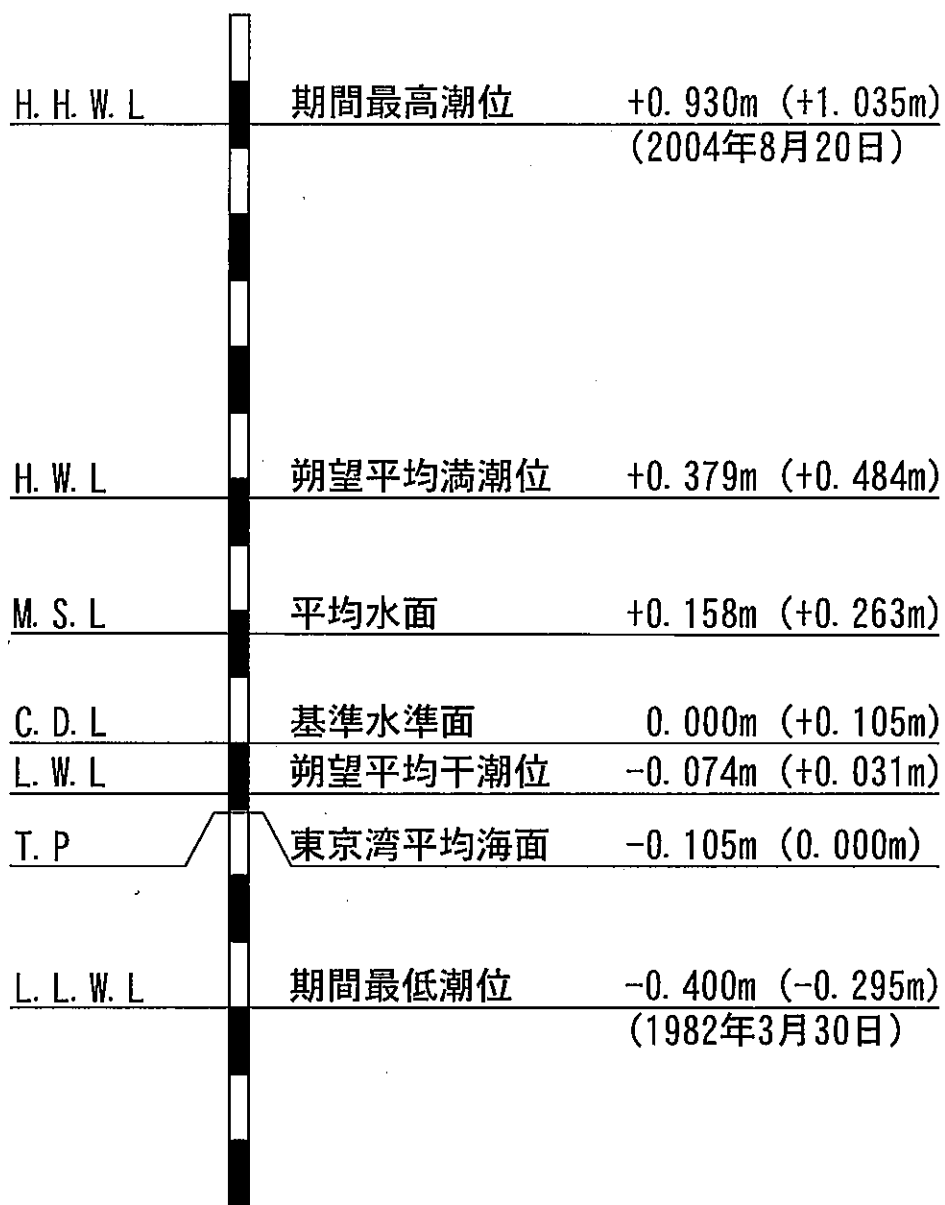 H. H. W. L 期間最高潮位 +0. 930m (+1. 035m)
(2004年8月20日)
H. W. L 朔望平均満潮位 +0. 379m (+0. 484m)
M. S. L 平均水面 +0. 158m (+0. 263m)
C. D. L 基準水準面 0. 000m (+0. 105m)
L. W. L 朔望平均干潮位 -0. 074m (+0. 031m)
T. P 東京湾平均海面 -0. 105m (0. 000m)
L. L. W. L 期間最低潮位 -0. 400m (-0. 295m)
(1982年3月30日)